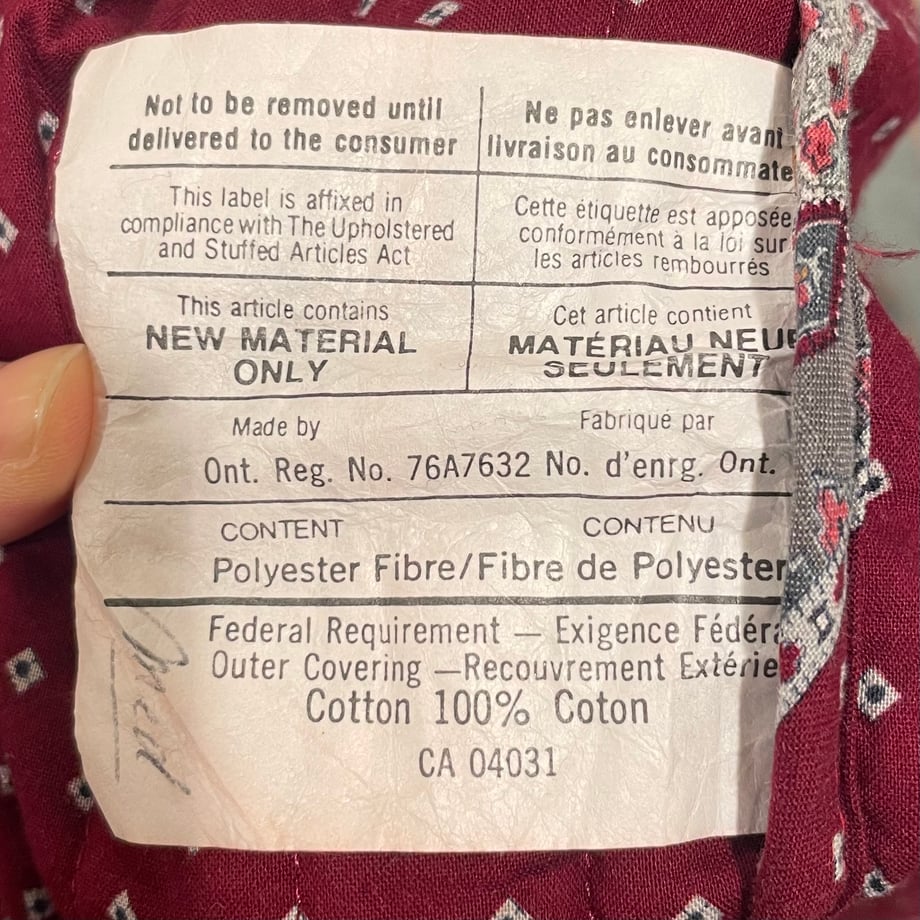 Not to be removed until
delivered to the consumer
Ne pas enlever avant
livraison au consommate
This label is affixed in
compliance with The Upholstered
and Stuffed Articles Act
Cette étiquette est apposée
conformément à la loi sur
les articles rembourrés
This article contains
NEW MATERIAL
ONLY
Cet article contient
MATÉRIAU NEUF
SEULEMENT
Made by
Fabriqué par
Ont. Reg. No. 76A7632 No. d'enrg. Ont.
CONTENT
CONTENU
Polyester Fibre/Fibre de Polyester
Federal Requirement — Exigence Fédéra
Outer Covering —Recouvrement Extérie
Cotton 100% Coton
CA 04031